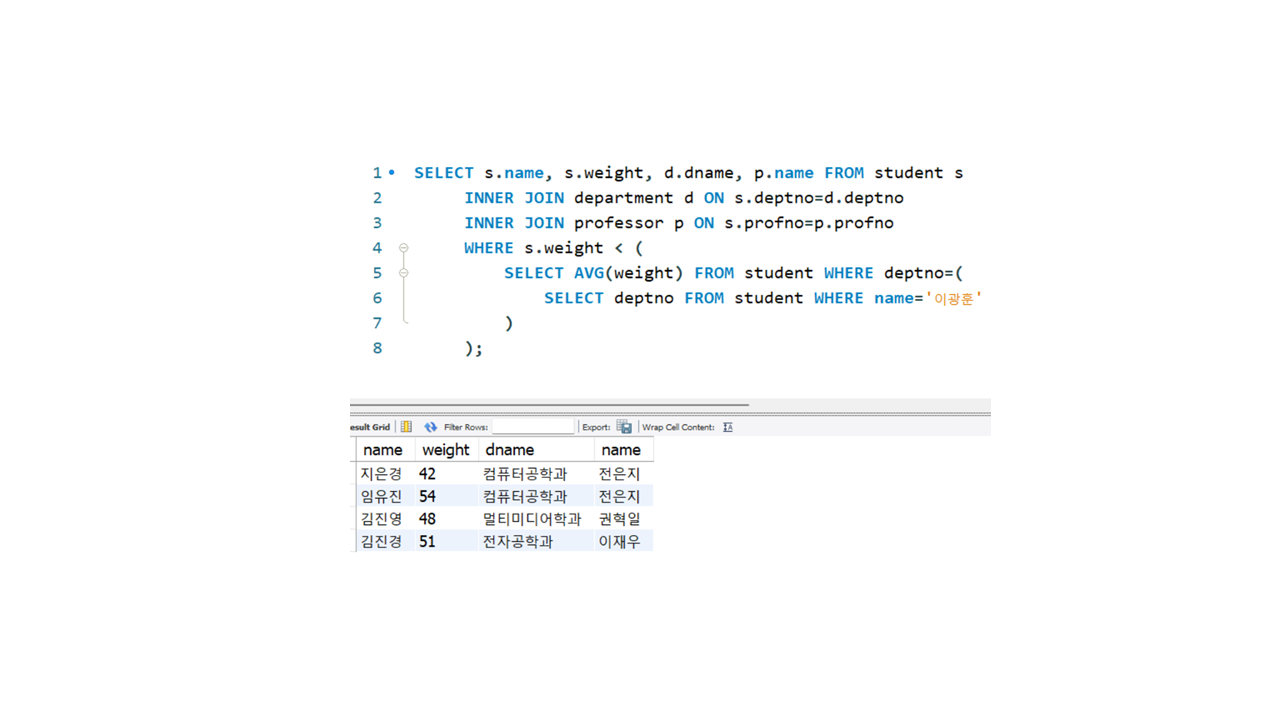 1 SELECT s.name, s.weight, d.dname, p.name FROM student s
2 INNER JOIN department d ON s.deptno=d.deptno
3 INNER JOIN professor p ON s.profno=p.profno
4 WHERE s.weight < (
5 SELECT AVG(weight) FROM student WHERE deptno=(
6 SELECT deptno FROM student WHERE name='이광훈'
7 )
8 );
esult Grid Filter Rows: Export: Wrap Cell Content:
name weight dname name
지은경 42 컴퓨터공학과 전은지
임유진 54 컴퓨터공학과 전은지
김진영 48 멀티미디어학과 권혁일
김진경 51 전자공학과 이재우